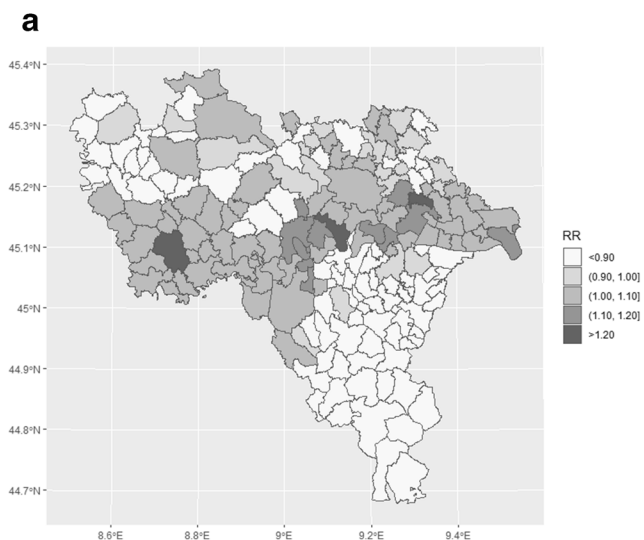 a
45.4°N
45.3°N
45.2°N
45.1°N
45°N
44.9°N
44.8°N
44.7°N
8.6°E
8.8°E
9°E
9.2°E
9.4°E
RR
<0.90
(0.90, 1.00]
(1.00, 1.10]
(1.10, 1.20]
>1.20